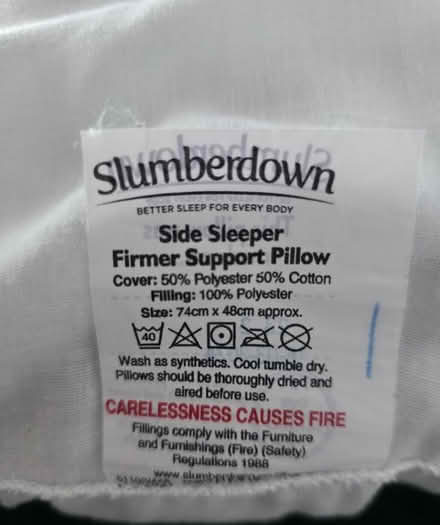 Slumberdown
BETTER SLEEP FOR EVERY BODY
Side Sleeper
Firmer Support Pillow
Cover: 50% Polyester 50% Cotton
Filling: 100% Polyester
Size: 74cm x 48cm approx.
40
Wash as synthetics. Cool tumble dry.
Pillows should be thoroughly dried and
aired before use.
CARELESSNESS CAUSES FIRE
Fillings comply with the Furniture
and Furnishings (Fire) (Safety)
Regulations 1988